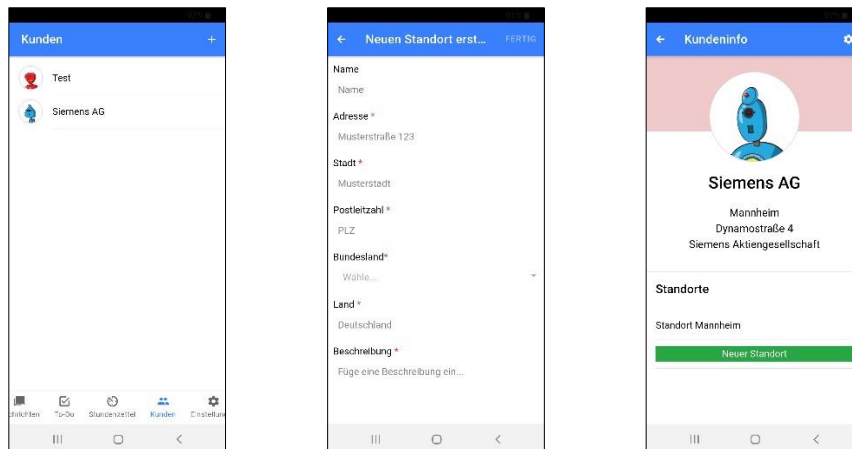 Kunden
+
Test
Siemens AG
To-Do
Stundenzettel
Kunden
Neuen Standort erst...
FERTIG
Name
Name
Adresse *
Musterstraße 123
Stadt *
Musterstadt
Postleitzahl *
PLZ
Bundesland*
Wähle...
Land *
Deutschland
Beschreibung *
Füge eine Beschreibung ein...
Kundeninfo
Siemens AG
Mannheim
Dynamostraße 4
Siemens Aktiengesellschaft
Standorte
Standort Mannheim
Neuer Standort